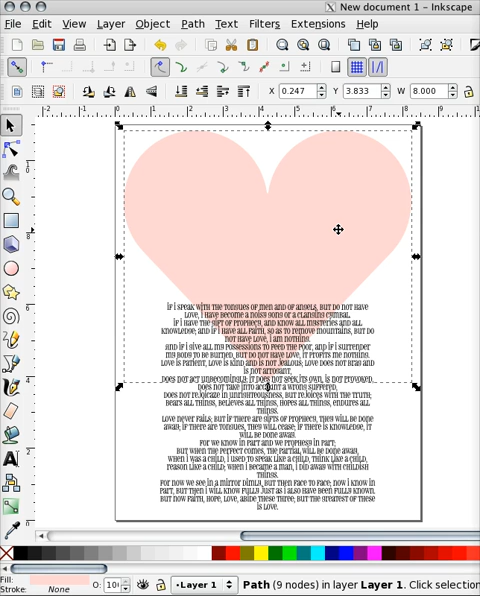 New document 1 - Inkscape
File Edit View Layer Object Path Text Filters Extensions Help
X 0.247 Y 3.833 W 8.000
-2 -1 0 1 2 3 4 5 6 7 8 9
If I speak with the tongues of men and of angels, but do not have
love, I have become a noisy gong or a clanging cymbal.
If I have the gift of prophecy, and know all mysteries and all
knowledge; and if I have all faith, so as to remove mountains, but do
not have love, I am nothing.
And if I give all my possessions to feed the poor, and if I surrender
my body to be burned, but do not have love, it profits me nothing.
Love is patient, love is kind and is not jealous; love does not brag and
is not arrogant,
does not act unbecomingly; it does not seek its own, is not provoked,
does not take into account a wrong suffered,
does not rejoice in unrighteousness, but rejoices with the truth;
bears all things, believes all things, hopes all things, endures all
things.
Love never fails; but if there are gifts of prophecy, they will be done
away; if there are tongues, they will cease; if there is knowledge, it
will be done away.
For we know in part and we prophesy in part;
but when the perfect comes, the partial will be done away.
When I was a child, I used to speak like a child, think like a child,
reason like a child; when I became a man, I did away with childish
things.
For now we see in a mirror dimly, but then face to face; now I know in
part, but then I will know fully just as I also have been fully known.
But now faith, hope, love, abide these three; but the greatest of these
is love.
Fill:
Stroke: None
O:
Layer 1
Path (9 nodes) in layer Layer 1. Click selection